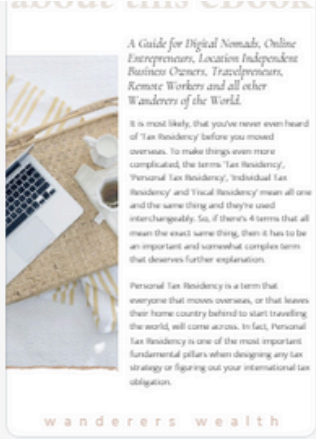 about this ebook
A Guide for Digital Nomads, Online
Entrepreneurs, Location Independent
Business Owners, Travelpreneurs,
Remote Workers and all other
Wanderers of the World.
It is most likely, that you've never even heard
of 'Tax Residency' before you moved
overseas. To make things even more
complicated, the terms 'Tax Residency',
'Personal Tax Residency', 'Individual Tax
Residency' and 'Fiscal Residency' mean all one
and the same thing and they're used
interchangeably. So, if there's 4 terms that all
mean the exact same thing, then it has to be
an important and somewhat complex term
that deserves further explanation.
Personal Tax Residency is a term that
everyone that moves overseas, or that leaves
their home country behind to start travelling
the world, will come across. In fact, Personal
Tax Residency is one of the most important
fundamental pillars when designing any tax
strategy or figuring out your international tax
obligation.
wanderers wealth